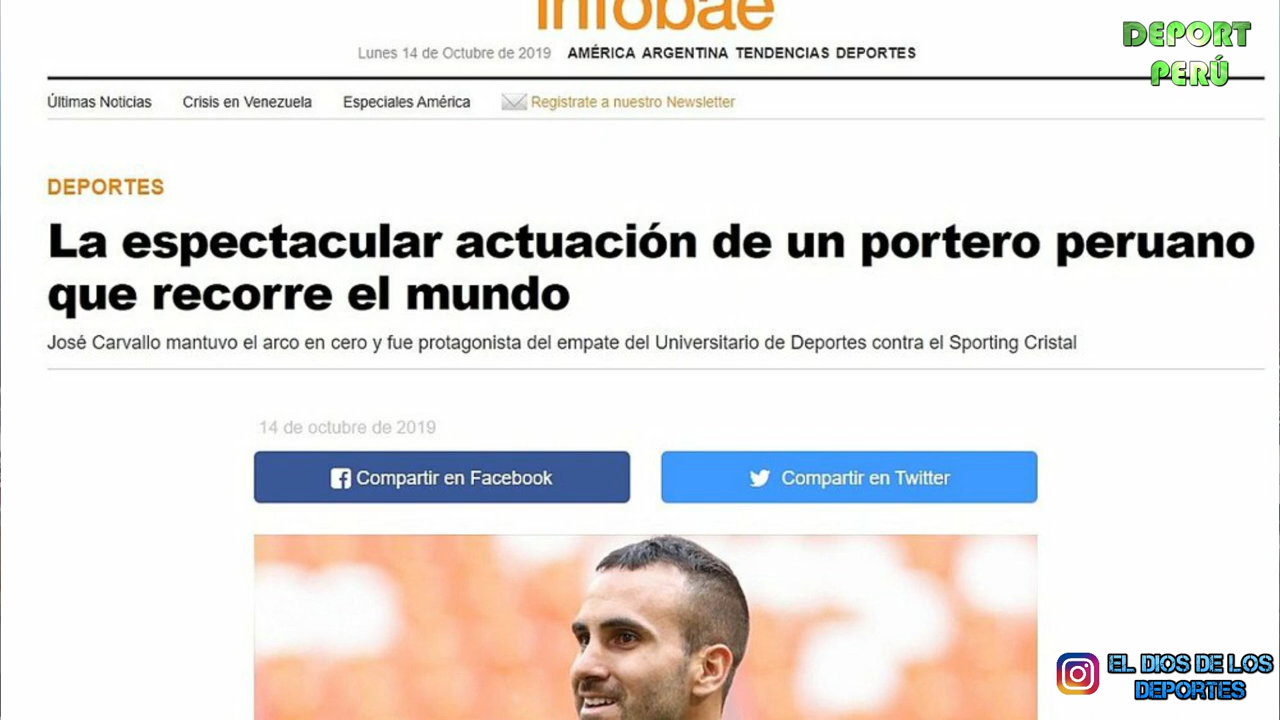 infobae
DEPORT
PERÚ
Lunes 14 de Octubre de 2019 AMÉRICA ARGENTINA TENDENCIAS DEPORTES
Últimas Noticias Crisis en Venezuela Especiales América Registrate a nuestro Newsletter
DEPORTES
La espectacular actuación de un portero peruano
que recorre el mundo
José Carvallo mantuvo el arco en cero y fue protagonista del empate del Universitario de Deportes contra el Sporting Cristal
14 de octubre de 2019
Compartir en Facebook Compartir en Twitter
EL DIOS DE LOS
DEPORTES